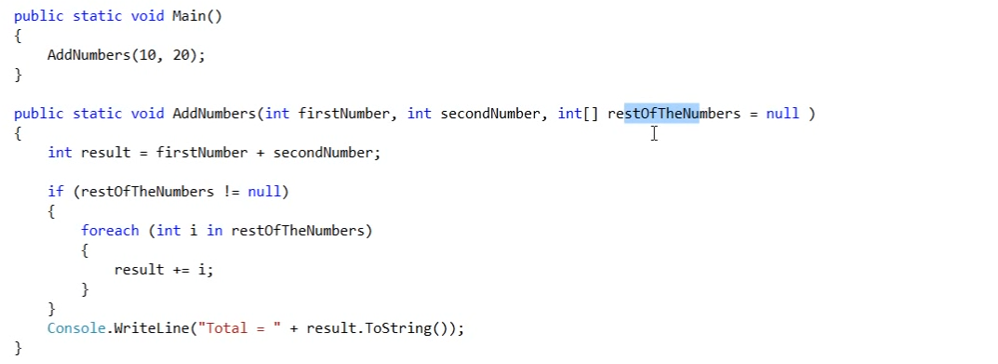 public static void Main()
{
    AddNumbers(10, 20);
}
public static void AddNumbers(int firstNumber, int secondNumber, int[] restOfTheNumbers = null )
{
    int result = firstNumber + secondNumber;
    if (restOfTheNumbers != null)
    {
        foreach (int i in restOfTheNumbers)
        {
            result += i;
        }
    }
    Console.WriteLine("Total = " + result.ToString());
}